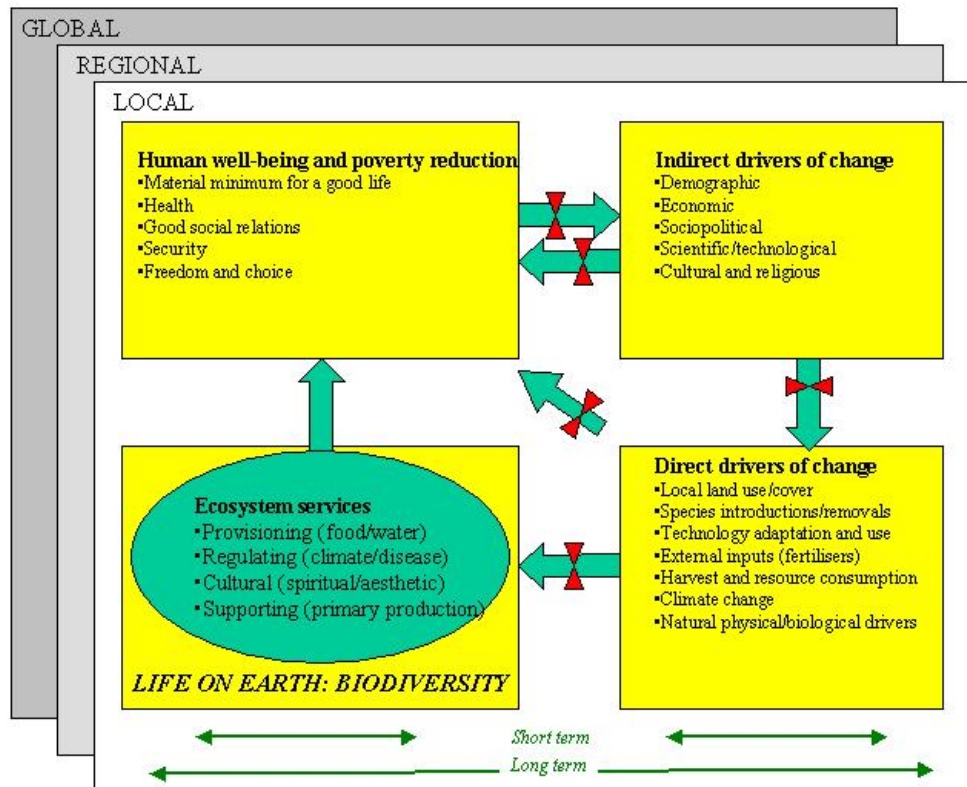 GLOBAL
REGIONAL
LOCAL
Human well-being and poverty reduction
▪Material minimum for a good life
▪Health
▪Good social relations
▪Security
▪Freedom and choice
Indirect drivers of change
▪Demographic
▪Economic
▪Sociopolitical
▪Scientific/technological
▪Cultural and religious
Ecosystem services
▪Provisioning (food/water)
▪Regulating (climate/disease)
▪Cultural (spiritual/aesthetic)
▪Supporting (primary production)
LIFE ON EARTH: BIODIVERSITY
Direct drivers of change
▪Local land use/cover
▪Species introductions/removals
▪Technology adaptation and use
▪External inputs (fertilisers)
▪Harvest and resource consumption
▪Climate change
▪Natural physical/biological drivers
Short term
Long term